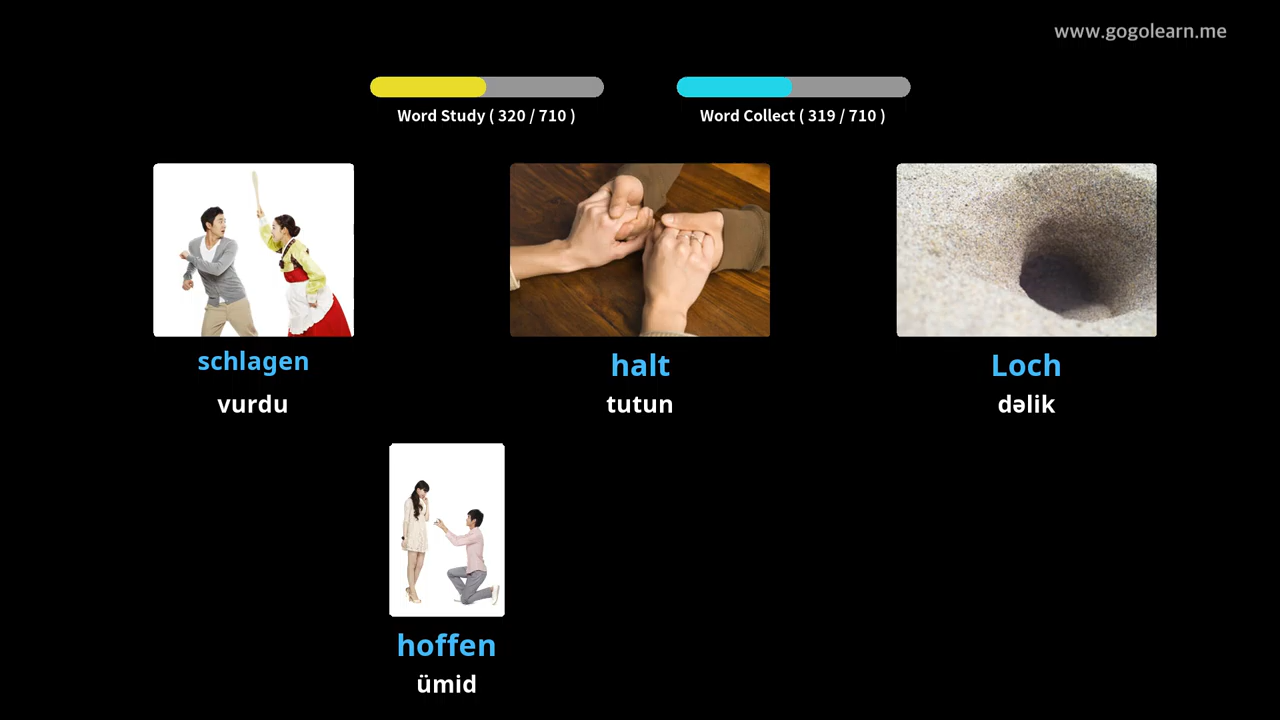 www.gogolearn.me
Word Study ( 320 / 710 )
Word Collect ( 319 / 710 )
schlagen
vurdu
halt
tutun
Loch
dəlik
hoffen
ümid